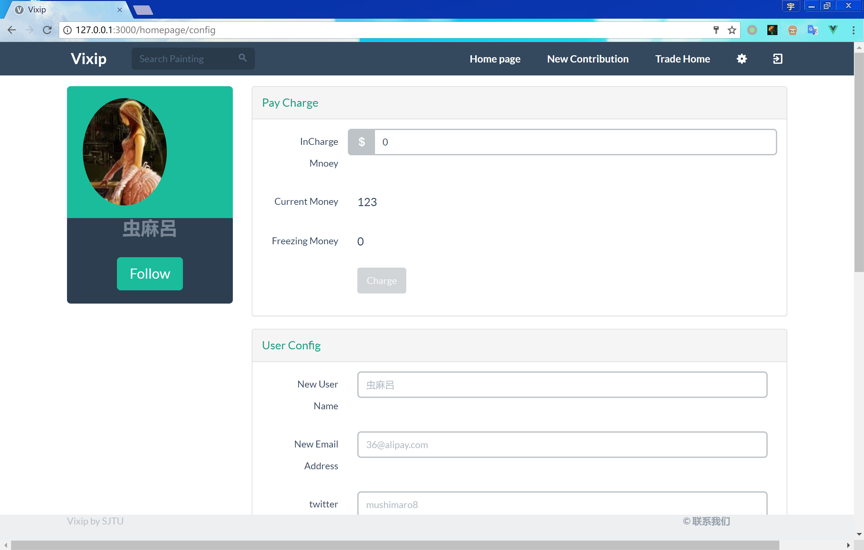 Vixip
127.0.0.1:3000/homepage/config
Vixip
Search Painting
Home page
New Contribution
Trade Home
虫麻呂
Follow
Pay Charge
InCharge
Mnoey
$ 0
Current Money 123
Freezing Money 0
Charge
User Config
New User
Name
虫麻呂
New Email
Address
36@alipay.com
twitter
mushimaro8
Vixip by SJTU
© 联系我们